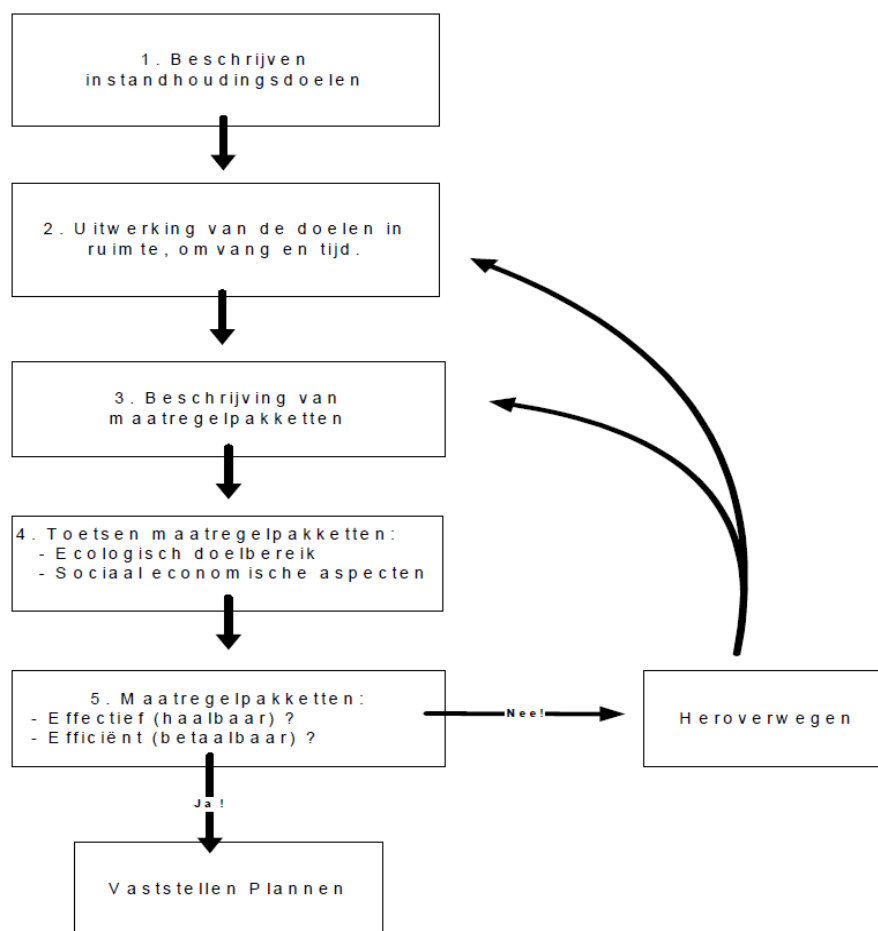 1. Beschrijven
instandhoudingsdoelen
2. Uitwerking van de doelen in
ruimte, omvang en tijd.
3. Beschrijving van
maatregelpakketten
4. Toetsen maatregelpakketten:
- Ecologisch doelbereik
- Sociaal economische aspecten
5. Maatregelpakketten:
- Effectief (haalbaar) ?
- Efficiënt (betaalbaar) ?
Nee!
Heroverwegen
Ja!
Vaststellen Plannen